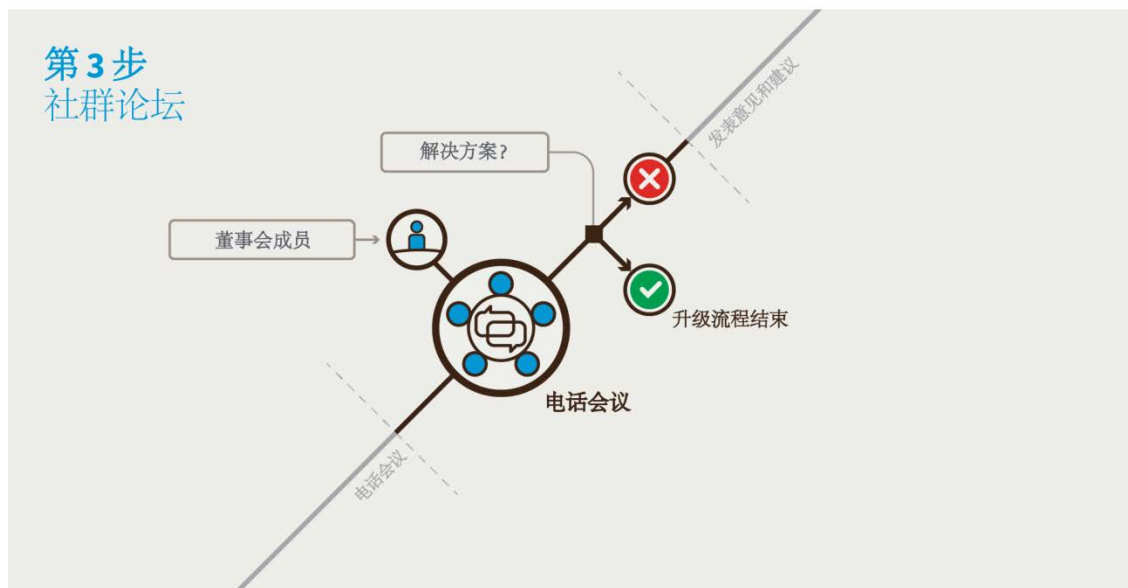 第 3 步
社群论坛
发表意见和建议
解决方案?
董事会成员
升级流程结束
电话会议
电话会议